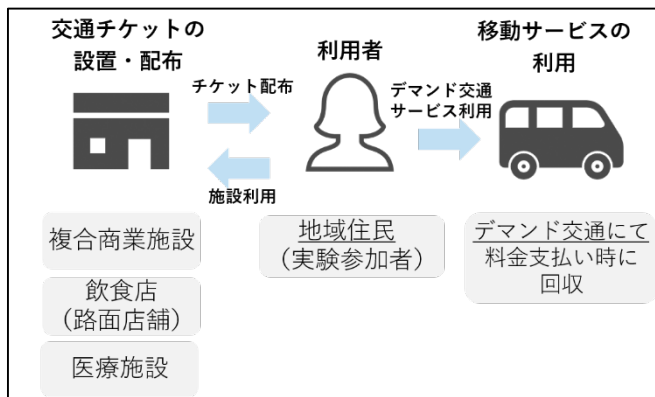 交通チケットの
設置・配布
チケット配布
施設利用
複合商業施設
飲食店
（路面店舗）
医療施設
利用者
地域住民
（実験参加者）
デマンド交通
サービス利用
移動サービスの
利用
デマンド交通にて
料金支払い時に
回収